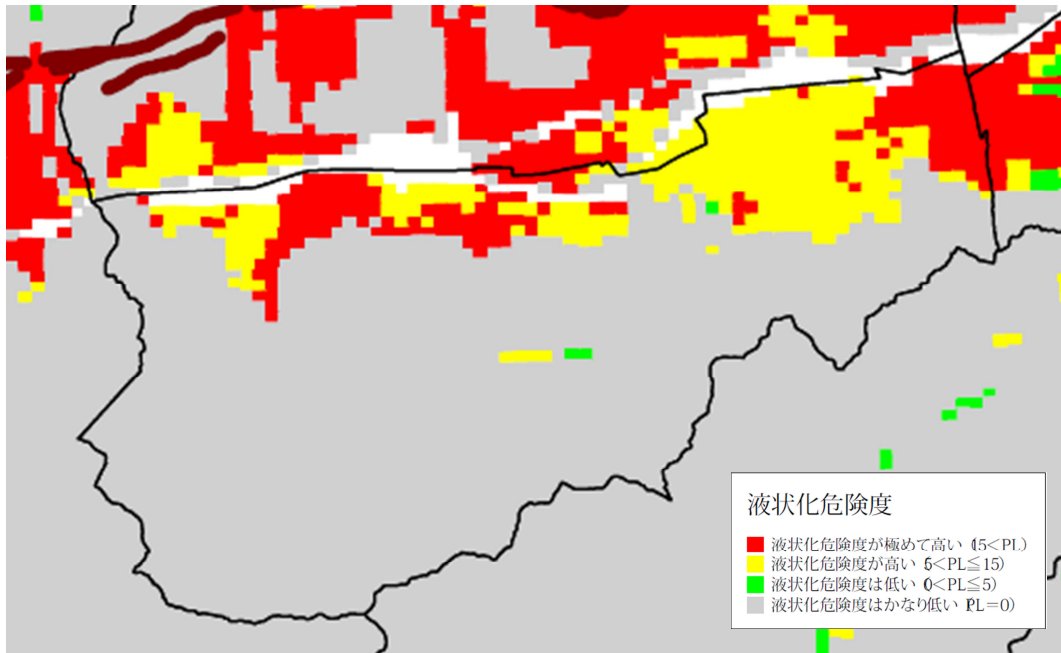 液状化危険度
液状化危険度が極めて高い (15<PL)
液状化危険度が高い (5<PL≦15)
液状化危険度は低い (0<PL≦5)
液状化危険度はかなり低い (PL=0)